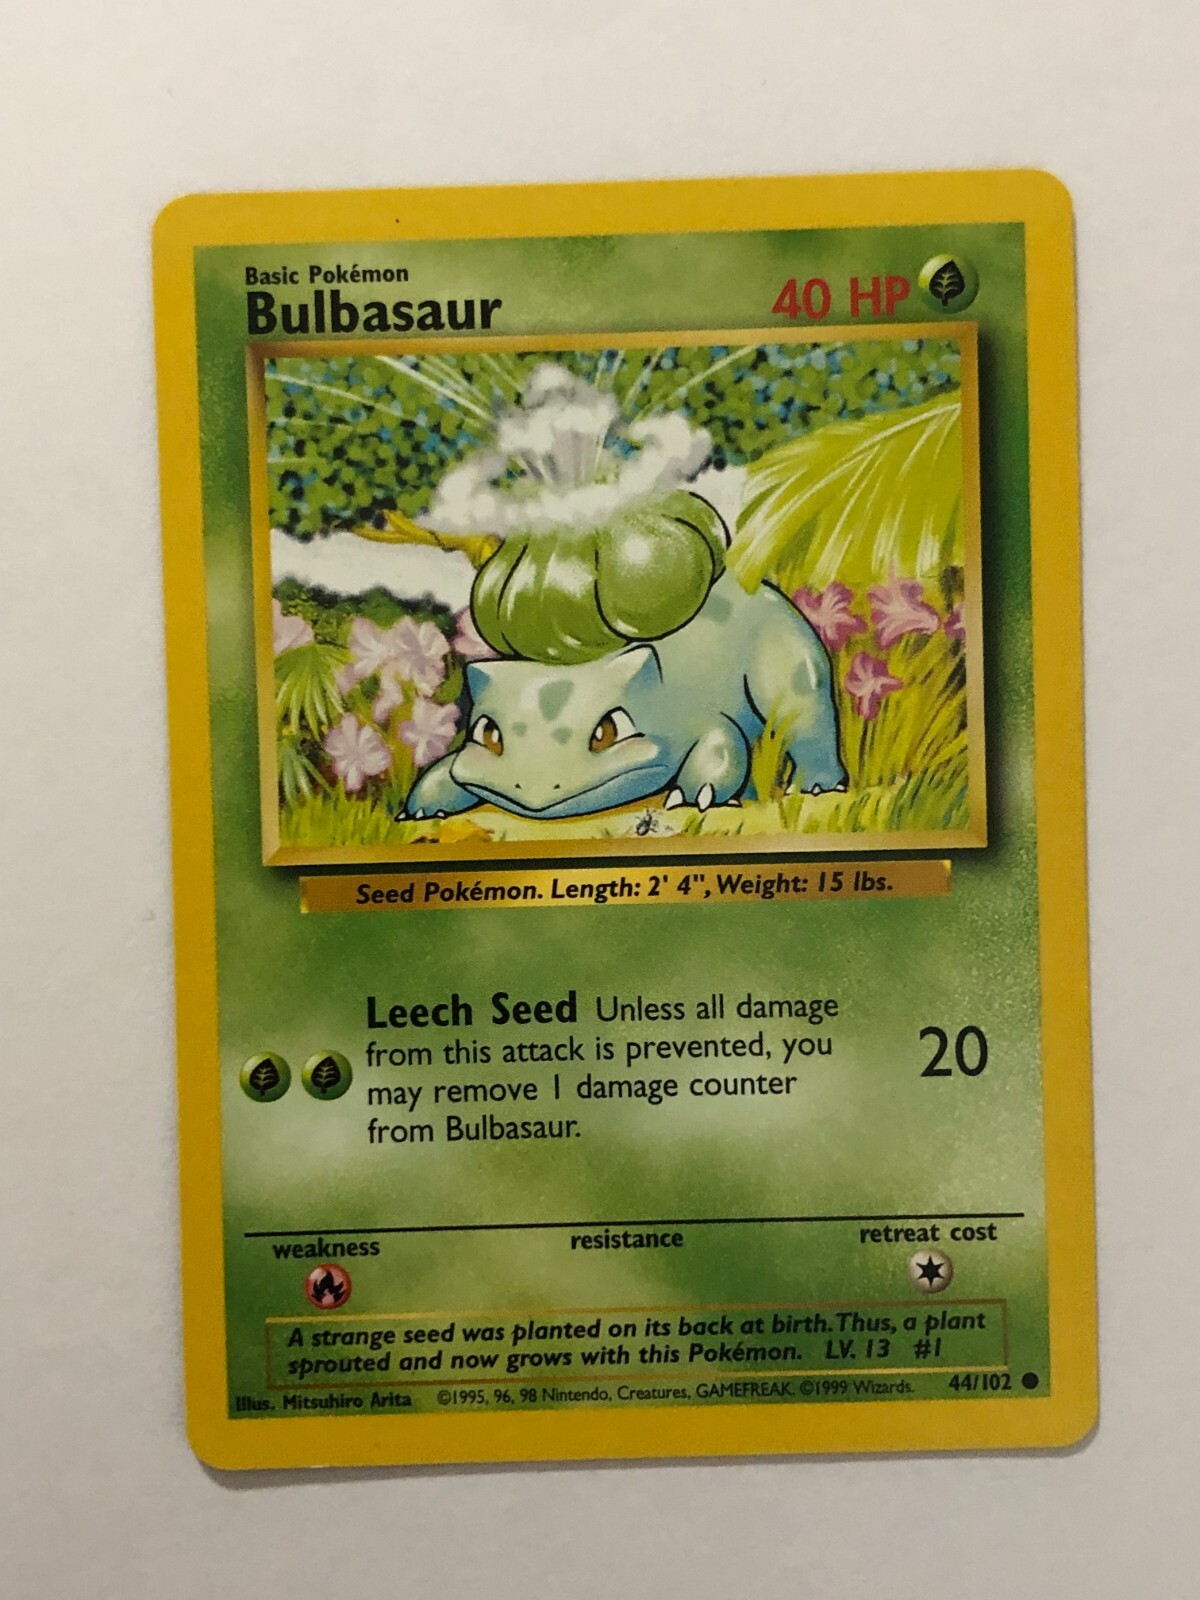 Basic Pokémon
Bulbasaur
40 HP
Seed Pokémon. Length: 2' 4", Weight: 15 lbs.
Leech Seed Unless all damage
from this attack is prevented, you
may remove 1 damage counter
from Bulbasaur.
20
weakness
resistance
retreat cost
A strange seed was planted on its back at birth. Thus, a plant
sprouted and now grows with this Pokémon. LV. 13 #1
Illus. Mitsuhiro Arita ©1995, 96, 98 Nintendo, Creatures, GAMEFREAK. ©1999 Wizards. 44/102